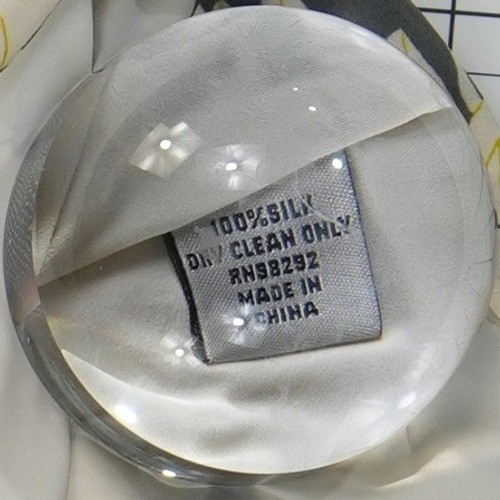 100% SILK
DRY CLEAN ONLY
RN98292
MADE IN
CHINA